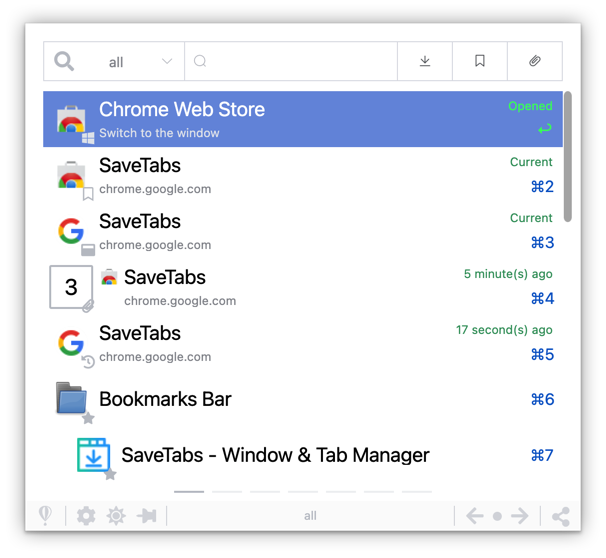 all
Chrome Web Store
Opened
Switch to the window
↩
SaveTabs
Current
chrome.google.com
⌘2
SaveTabs
Current
chrome.google.com
⌘3
3
SaveTabs
5 minute(s) ago
chrome.google.com
⌘4
SaveTabs
17 second(s) ago
chrome.google.com
⌘5
Bookmarks Bar
⌘6
SaveTabs - Window & Tab Manager
⌘7
all